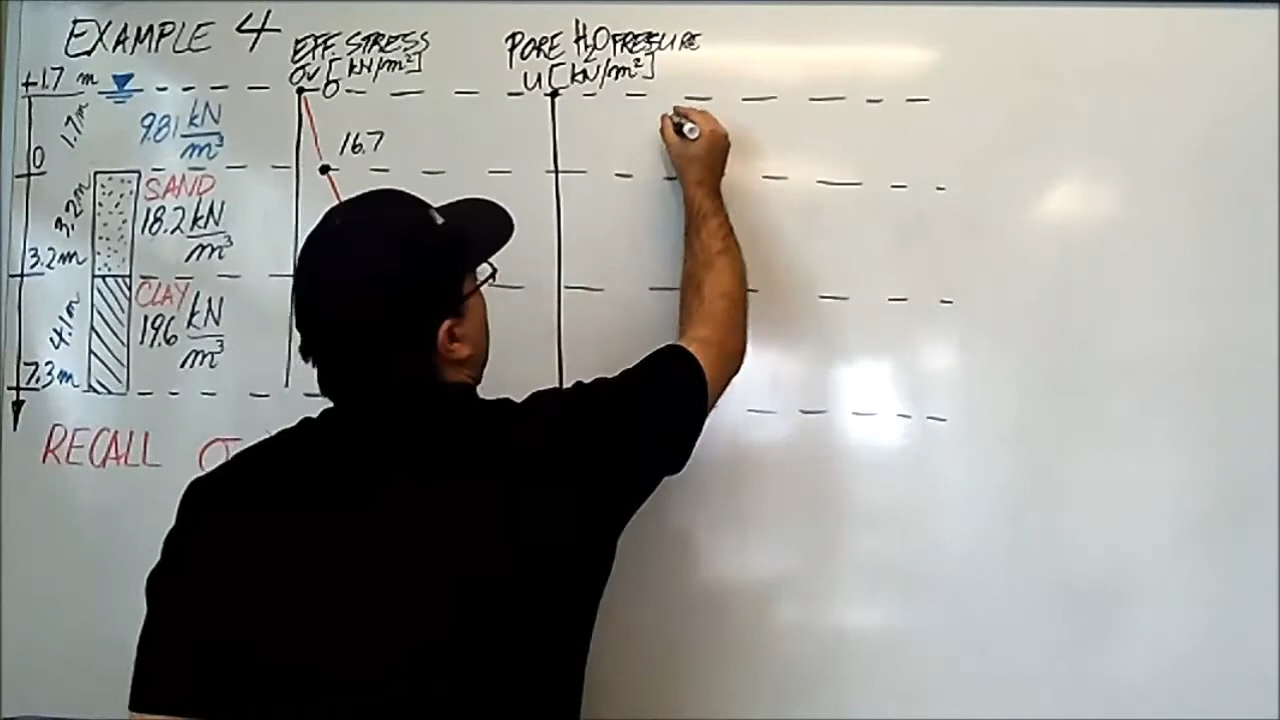 EXAMPLE 4
EFF. STRESS
σv [kN/m²]
0
PORE H2O PRESSURE
u [kN/m²]
+1.7 m
1.7m
9.81 kN/m³
16.7
0
SAND
3.2m
18.2 kN/m³
3.2m
CLAY
4.1m
19.6 kN/m³
7.3m
RECALL σ